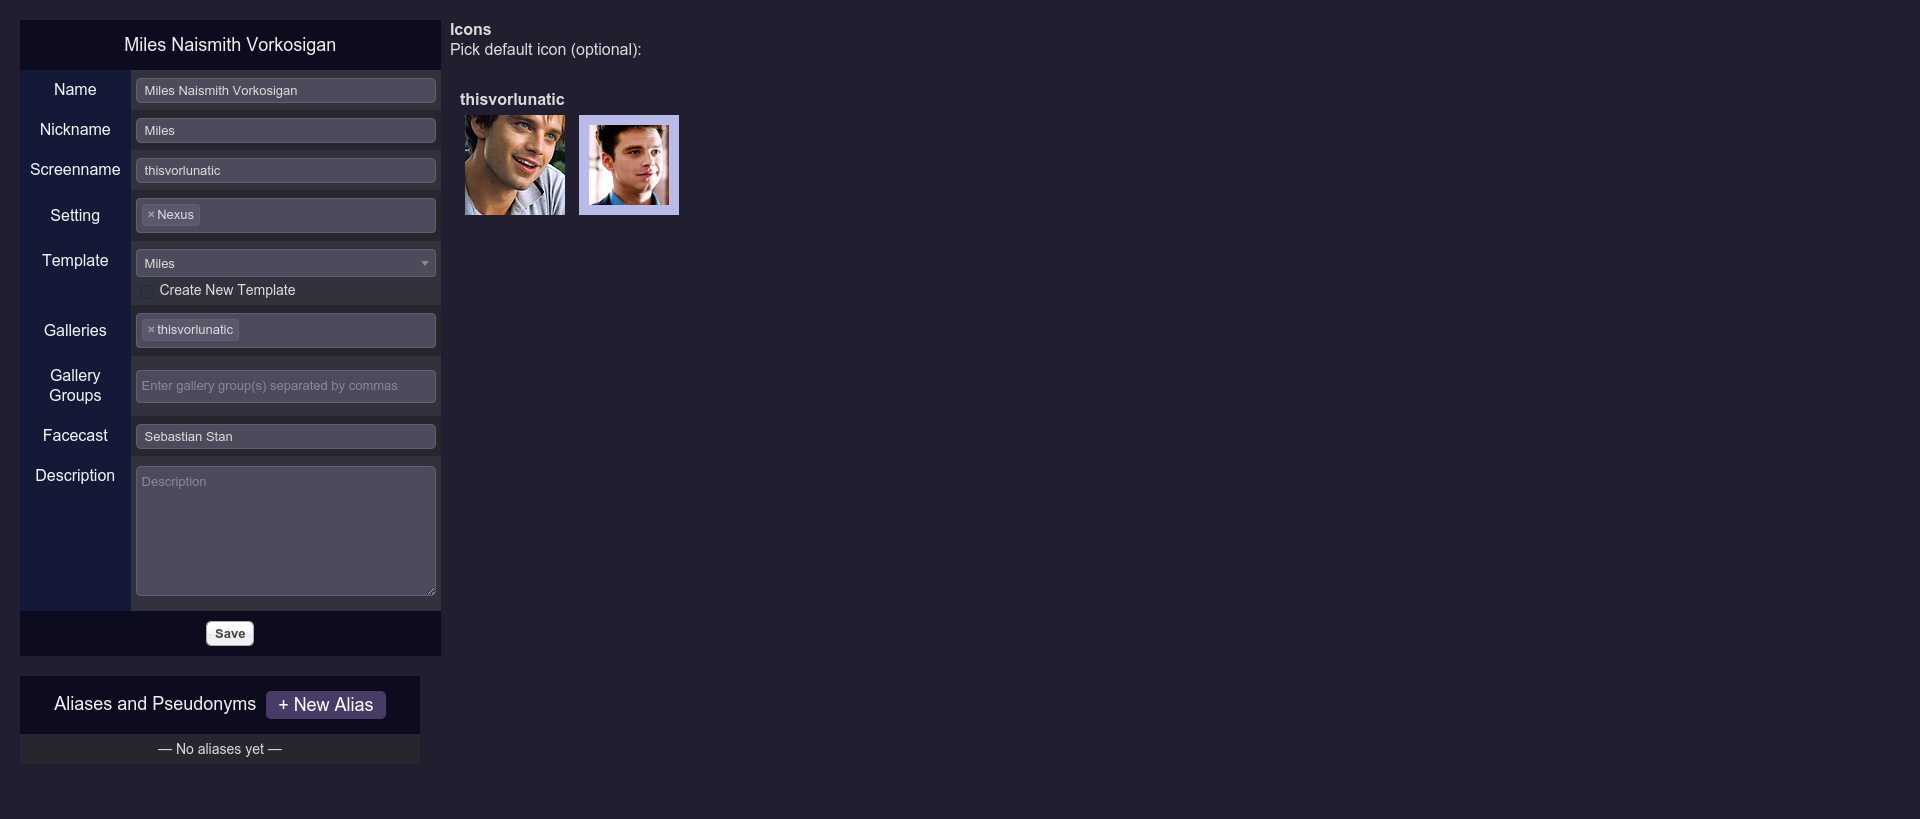 Miles Naismith Vorkosigan
Name
Miles Naismith Vorkosigan
Nickname
Miles
Screenname
thisvorlunatic
Setting
× Nexus
Template
Miles
Create New Template
Galleries
× thisvorlunatic
Gallery
Groups
Enter gallery group(s) separated by commas
Facecast
Sebastian Stan
Description
Description
Save
Aliases and Pseudonyms
+ New Alias
— No aliases yet —
Icons
Pick default icon (optional):
thisvorlunatic